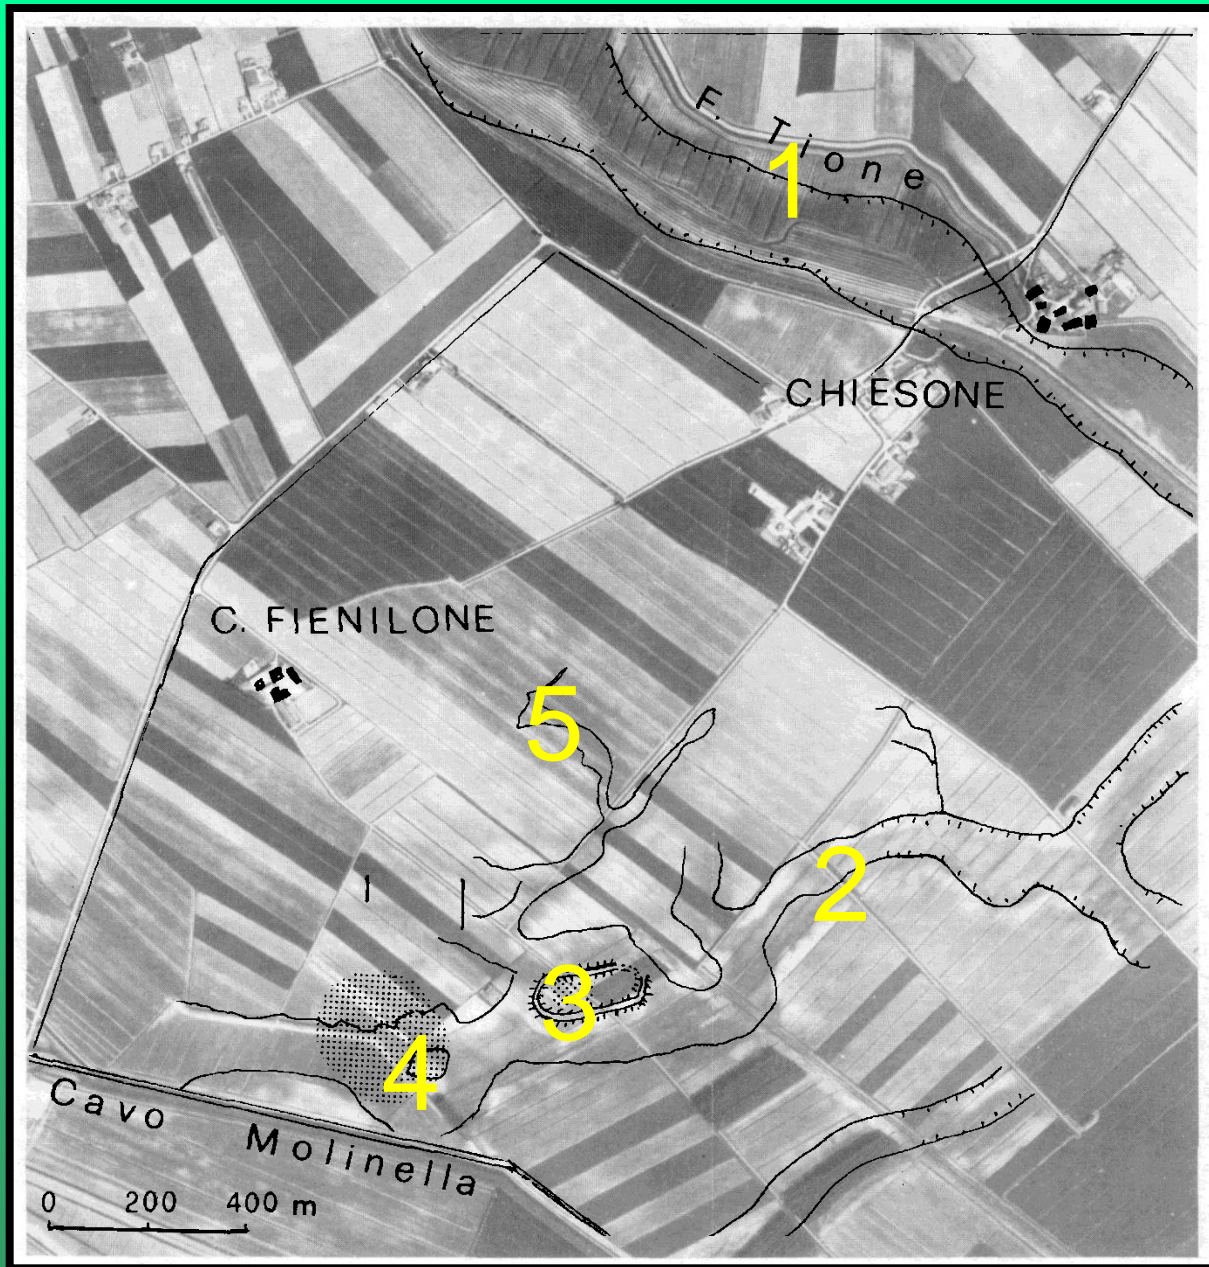 F. Tione
1
CHIESONE
C. FIENILONE
5
2
3
4
Cavo Molinella
0 200 400 m